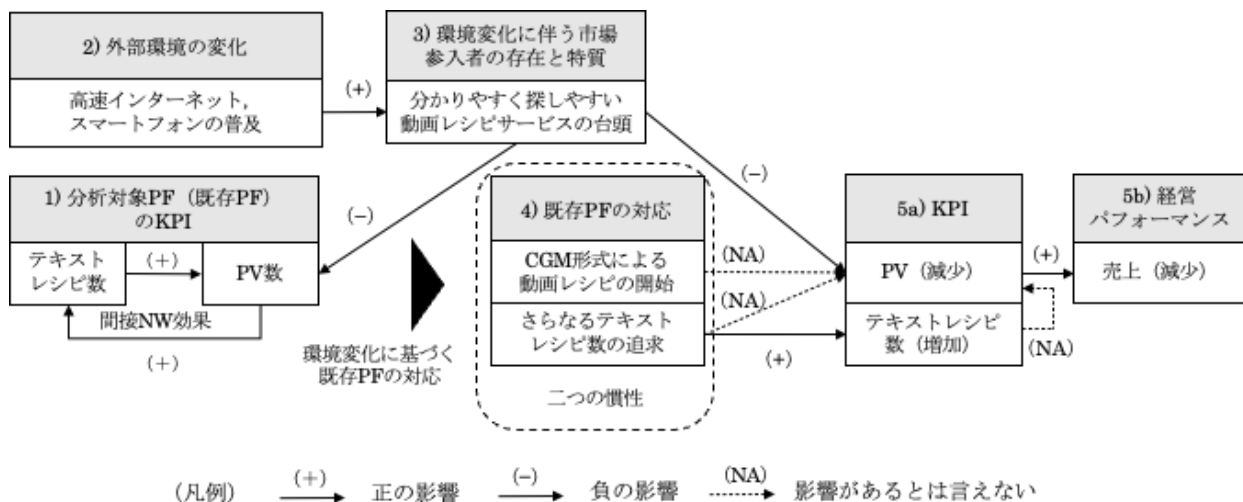 2) 外部環境の変化
高速インターネット,
スマートフォンの普及
(+)
3) 環境変化に伴う市場
参入者の存在と特質
分かりやすく探しやすい
動画レシピサービスの台頭
(−)
(−)
1) 分析対象PF（既存PF）
のKPI
テキスト
レシピ数
(+)
PV数
間接NW効果
(+)
環境変化に基づく
既存PFの対応
4) 既存PFの対応
CGM形式による
動画レシピの開始
さらなるテキスト
レシピ数の追求
二つの慣性
(NA)
(NA)
(+)
5a) KPI
PV（減少）
テキストレシピ
数（増加）
(+)
(NA)
5b) 経営
パフォーマンス
売上（減少）
（凡例）
(+)
正の影響
(−)
負の影響
(NA)
影響があるとは言えない